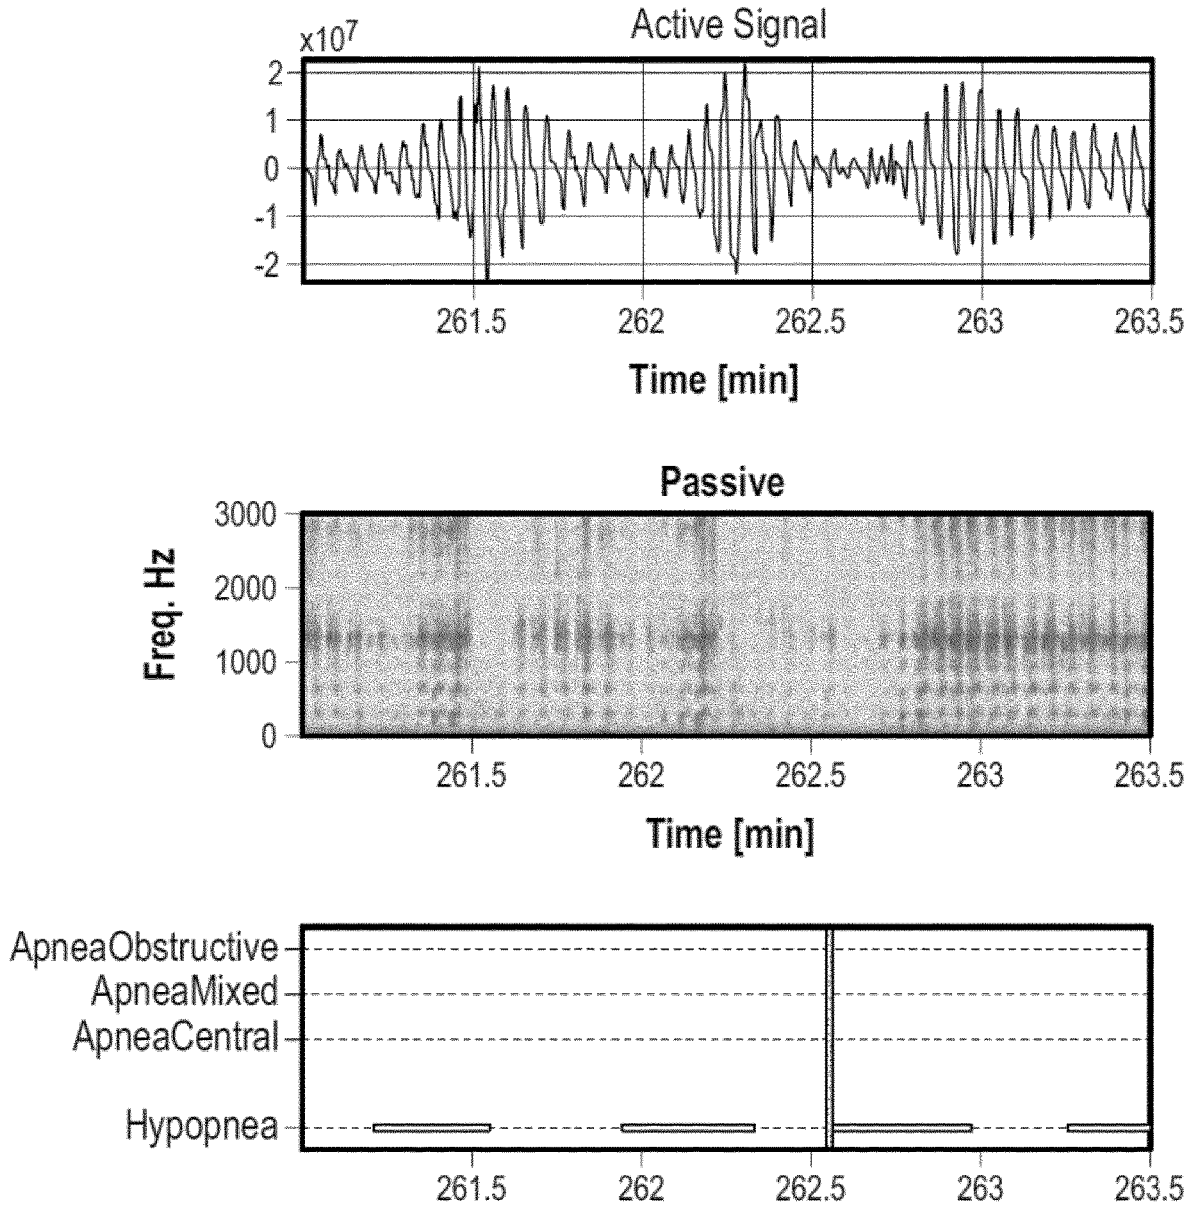 Active Signal
x10⁷
2
1
0
-1
-2
261.5 262 262.5 263 263.5
Time [min]
Passive
3000
2000
1000
0
Freq. Hz
261.5 262 262.5 263 263.5
Time [min]
ApneaObstructive
ApneaMixed
ApneaCentral
Hypopnea
261.5 262 262.5 263 263.5